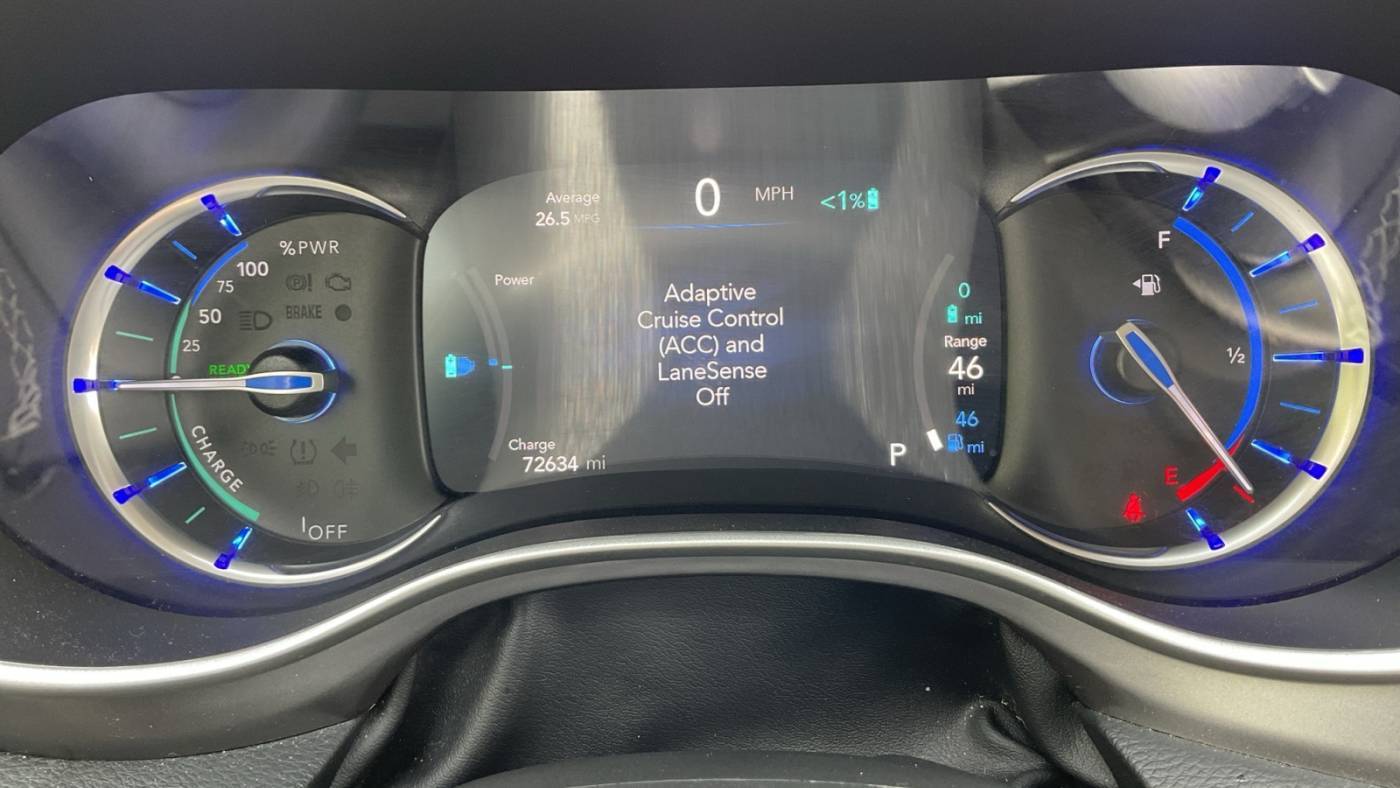 %PWR
100
75
50
25
BRAKE
READY
CHARGE
OFF
Average
26.5 MPG
0 MPH
<1%
Power
Adaptive
Cruise Control
(ACC) and
LaneSense
Off
Charge
72634 mi
0
mi
Range
46
mi
46
mi
P
F
½
E